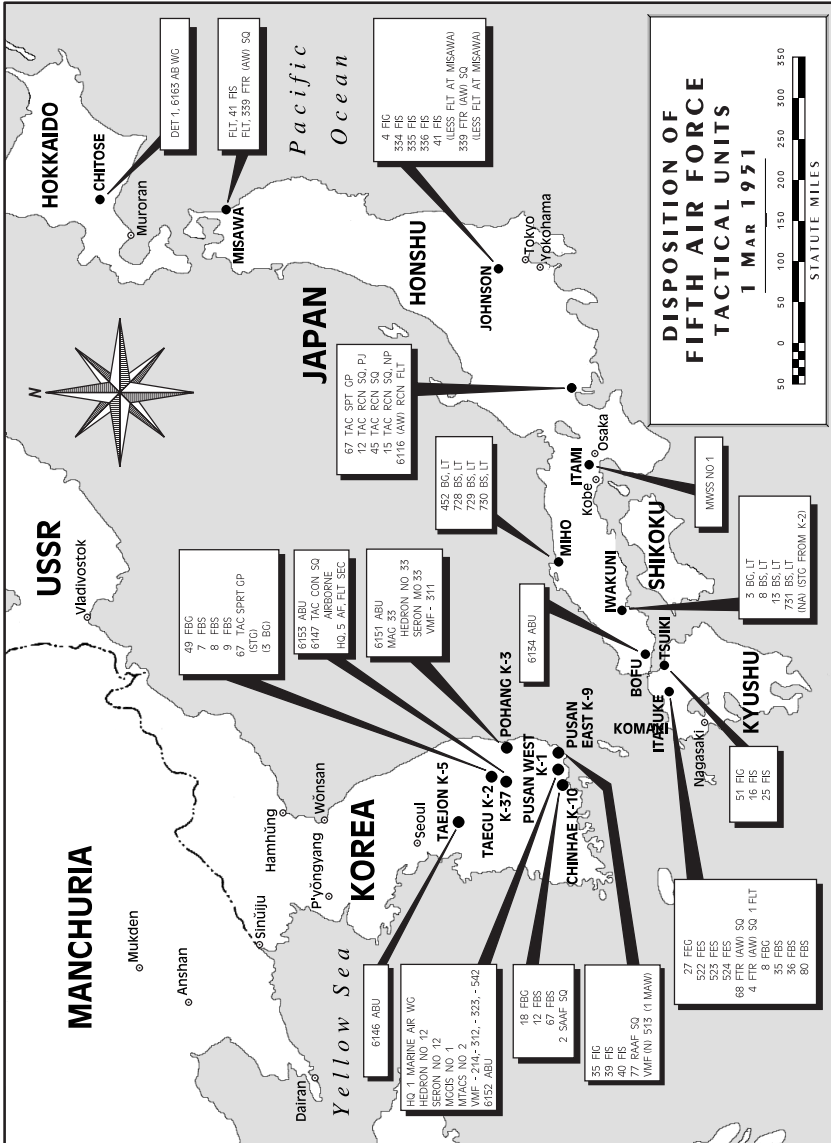 DISPOSITION OF
FIFTH AIR FORCE
TACTICAL UNITS
1 MAR 1951
50 0 50 100 150 200 250 300 350
STATUTE MILES
N
MANCHURIA
Mukden
Anshan
Dairan
Yellow Sea
USSR
Vladivostok
KOREA
Sinŭiju
Hamhŭng
Wŏnsan
P'yŏngyang
Seoul
TAEJON K-5
TAEGU K-2
K-37
POHANG K-3
PUSAN WEST
K-1
PUSAN
EAST K-9
CHINHAE K-10
JAPAN
HOKKAIDO
CHITOSE
Muroran
MISAWA
HONSHU
Pacific
Ocean
JOHNSON
Tokyo
Yokohama
MIHO
ITAMI
Osaka
Kobe
IWAKUNI
SHIKOKU
BOFU
TSUIKI
KOMAKI
ITAZUKE
Nagasaki
KYUSHU
DET 1, 6163 AB WG
FLT, 41 FIS
FLT, 339 FTR (AW) SQ
4 FIG
334 FIS
335 FIS
336 FIS
41 FIS
(LESS FLT AT MISAWA)
339 FTR (AW) SQ
(LESS FLT AT MISAWA)
67 TAC SPT GP
12 TAC RCN SQ, PJ
45 TAC RCN SQ
15 TAC RCN SQ, NP
6116 (AW) RCN FLT
452 BG, LT
728 BS, LT
729 BS, LT
730 BS, LT
MWSS NO 1
49 FBG
7 FBS
8 FBS
9 FBS
67 TAC SPRT GP
(STG)
(3 BG)
6153 ABU
6147 TAC CON SQ
AIRBORNE
HQ, 5 AF, FLT SEC
6151 ABU
MAG 33
HEDRON NO 33
SERON MO 33
VMF - 311
6134 ABU
3 BG, LT
8 BS, LT
13 BS, LT
731 BS, LT
(NA) (STG FROM K-2)
51 FIG
16 FIS
25 FIS
6146 ABU
HQ 1 MARINE AIR WG
HEDRON NO 12
SERON NO 12
MGCIS NO 1
MTACS NO 2
VMF - 214,- 312, - 323, - 542
6152 ABU
18 FBG
12 FBS
67 FBS
2 SAAF SQ
35 FIG
39 FIS
40 FIS
77 RAAF SQ
VMF (N) 513 (1 MAW)
27 FEG
522 FES
523 FES
524 FES
68 FTR (AW) SQ
4 FTR (AW) SQ 1 FLT
8 FBG
35 FBS
36 FBS
80 FBS